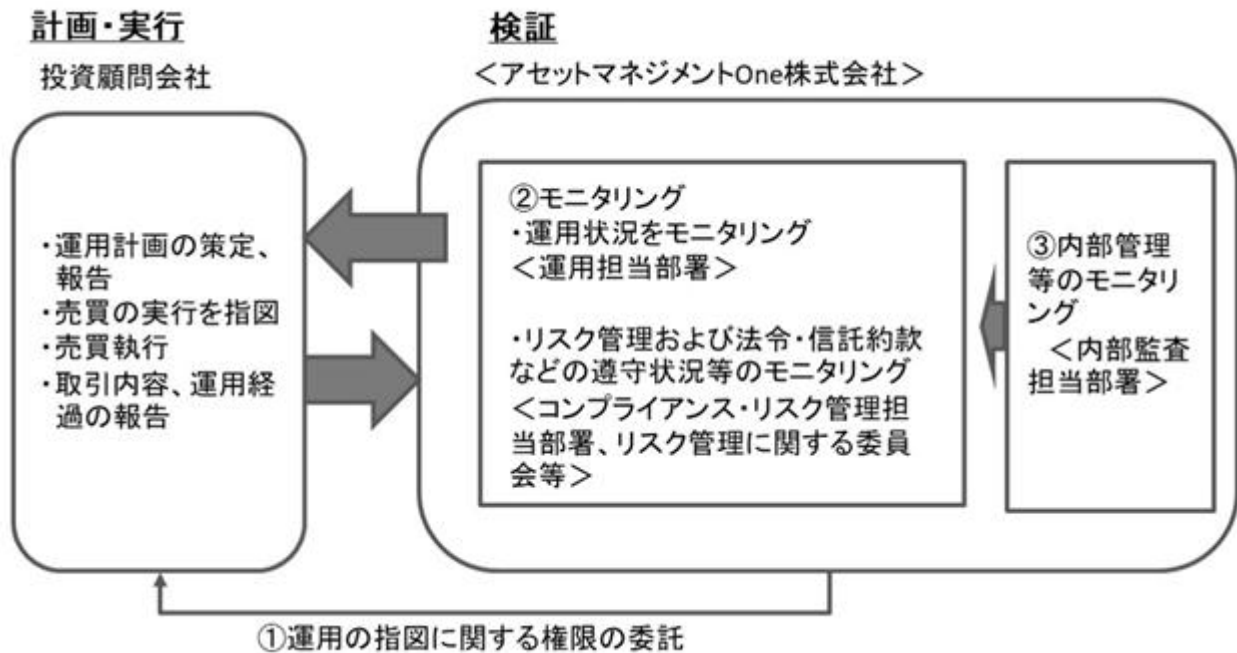 計画・実行
投資顧問会社
・運用計画の策定、
報告
・売買の実行を指図
・売買執行
・取引内容、運用経
過の報告
検証
＜アセットマネジメントOne株式会社＞
②モニタリング
・運用状況をモニタリング
＜運用担当部署＞
・リスク管理および法令・信託約款
などの遵守状況等のモニタリング
＜コンプライアンス・リスク管理担
当部署、リスク管理に関する委員
会等＞
③内部管理
等のモニタリ
ング
＜内部監査
担当部署＞
①運用の指図に関する権限の委託